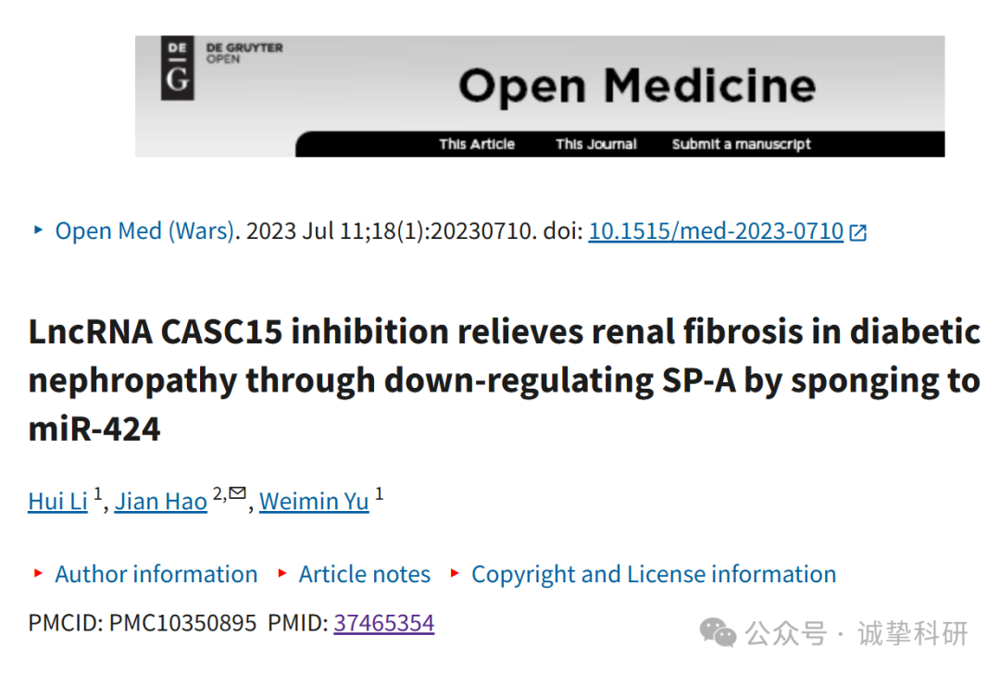 DE GRUYTER
DE
OPEN
G
Open Medicine
This Article This Journal Submit a manuscript
Open Med (Wars). 2023 Jul 11;18(1):20230710. doi: 10.1515/med-2023-0710
LncRNA CASC15 inhibition relieves renal fibrosis in diabetic
nephropathy through down-regulating SP-A by sponging to
miR-424
Hui Li 1, Jian Hao 2,✉, Weimin Yu 1
Author information Article notes Copyright and License information
PMCID: PMC10350895 PMID: 37465354
公众号 · 诚挚科研